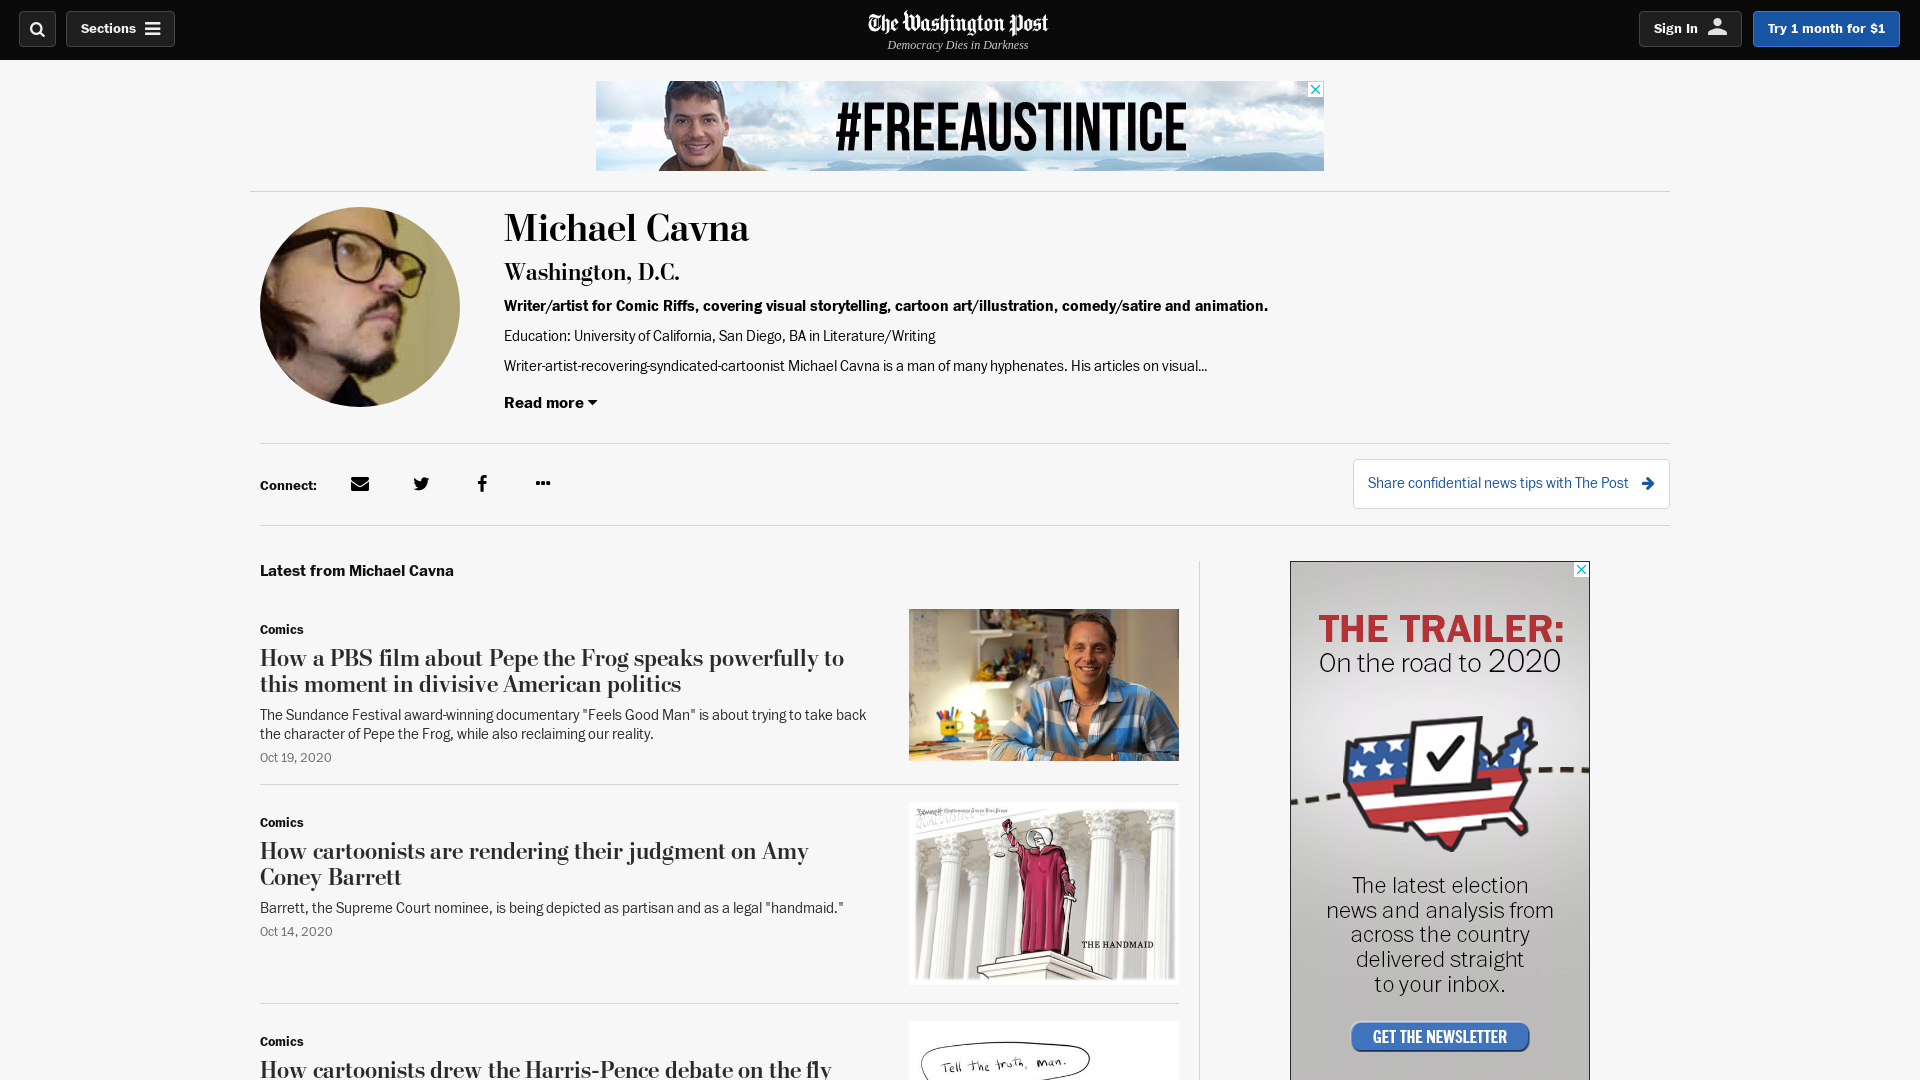 Sections
The Washington Post
Democracy Dies in Darkness
Sign In
Try 1 month for $1
#FREEAUSTINTICE
Michael Cavna
Washington, D.C.
Writer/artist for Comic Riffs, covering visual storytelling, cartoon art/illustration, comedy/satire and animation.
Education: University of California, San Diego, BA in Literature/Writing
Writer-artist-recovering-syndicated-cartoonist Michael Cavna is a man of many hyphenates. His articles on visual...
Read more
Connect:
Share confidential news tips with The Post
Latest from Michael Cavna
Comics
How a PBS film about Pepe the Frog speaks powerfully to
this moment in divisive American politics
The Sundance Festival award-winning documentary "Feels Good Man" is about trying to take back
the character of Pepe the Frog, while also reclaiming our reality.
Oct 19, 2020
Comics
How cartoonists are rendering their judgment on Amy
Coney Barrett
Barrett, the Supreme Court nominee, is being depicted as partisan and as a legal "handmaid."
Oct 14, 2020
THE HANDMAID
Comics
How cartoonists drew the Harris-Pence debate on the fly
Tell the truth, man.
THE TRAILER:
On the road to 2020
The latest election
news and analysis from
across the country
delivered straight
to your inbox.
GET THE NEWSLETTER